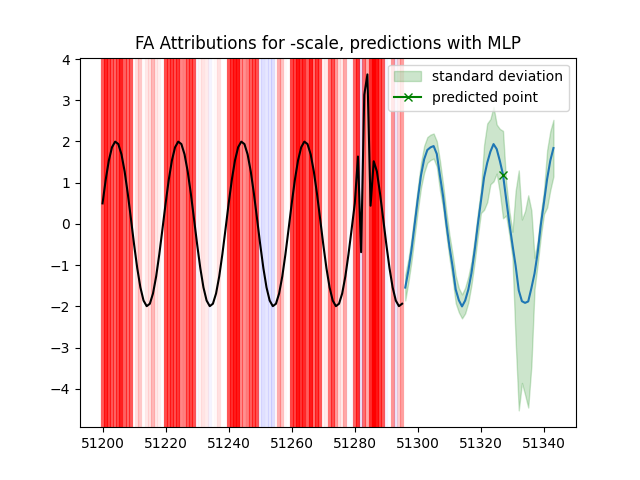 FA Attributions for -scale, predictions with MLP
standard deviation
predicted point
4
3
2
1
0
−1
−2
−3
−4
51200 51220 51240 51260 51280 51300 51320 51340